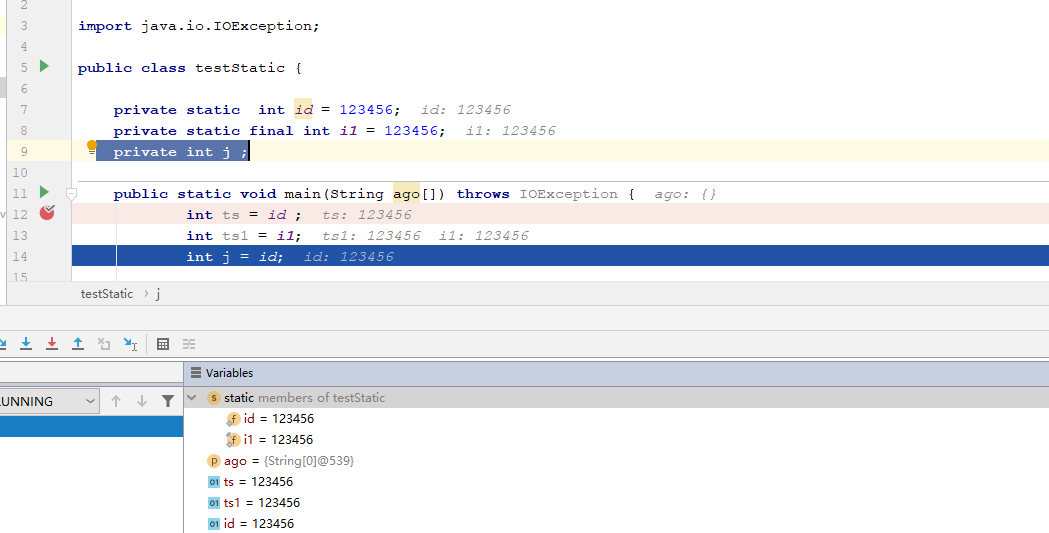 2
3 import java.io.IOException;
4
5 public class testStatic {
6
7 private static  int id = 123456;  id: 123456
8 private static final int i1 = 123456;  i1: 123456
9 private int j ;
10
11 public static void main(String ago[]) throws IOException {  ago: {}
12 int ts = id ;  ts: 123456
13 int ts1 = i1;  ts1: 123456  i1: 123456
14 int j = id;  id: 123456
15
testStatic › j
Variables
UNNING
static members of testStatic
id = 123456
i1 = 123456
ago = {String[0]@539}
ts = 123456
ts1 = 123456
id = 123456